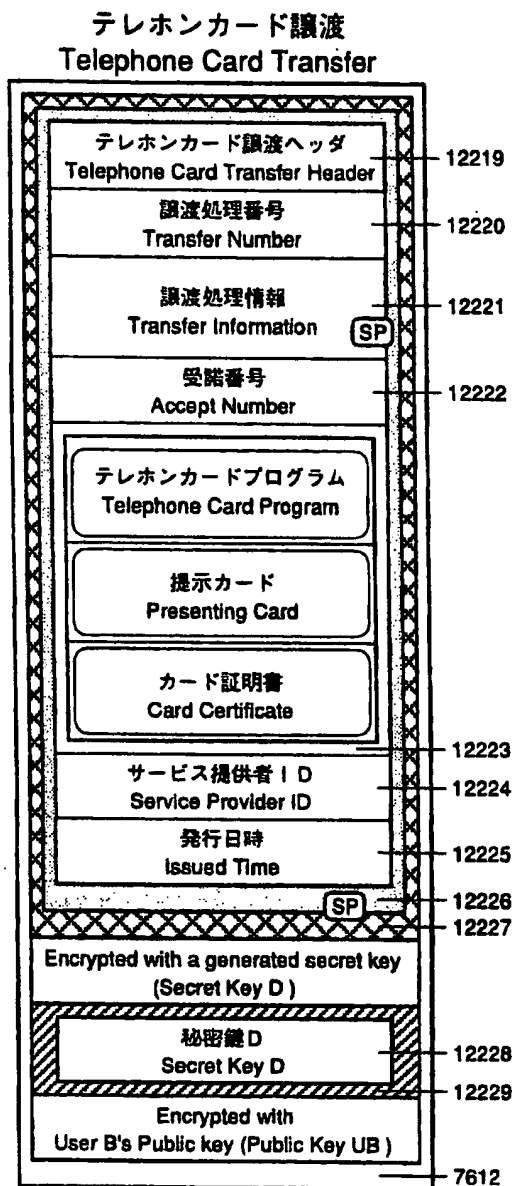 テレホンカード譲渡
Telephone Card Transfer
テレホンカード譲渡ヘッダ
Telephone Card Transfer Header
12219
譲渡処理番号
Transfer Number
12220
譲渡処理情報
Transfer Information
SP
12221
受諾番号
Accept Number
12222
テレホンカードプログラム
Telephone Card Program
提示カード
Presenting Card
カード証明書
Card Certificate
12223
サービス提供者ID
Service Provider ID
12224
発行日時
Issued Time
12225
SP
12226
12227
Encrypted with a generated secret key
(Secret Key D )
秘密鍵D
Secret Key D
12228
12229
Encrypted with
User B's Public key (Public Key UB )
7612